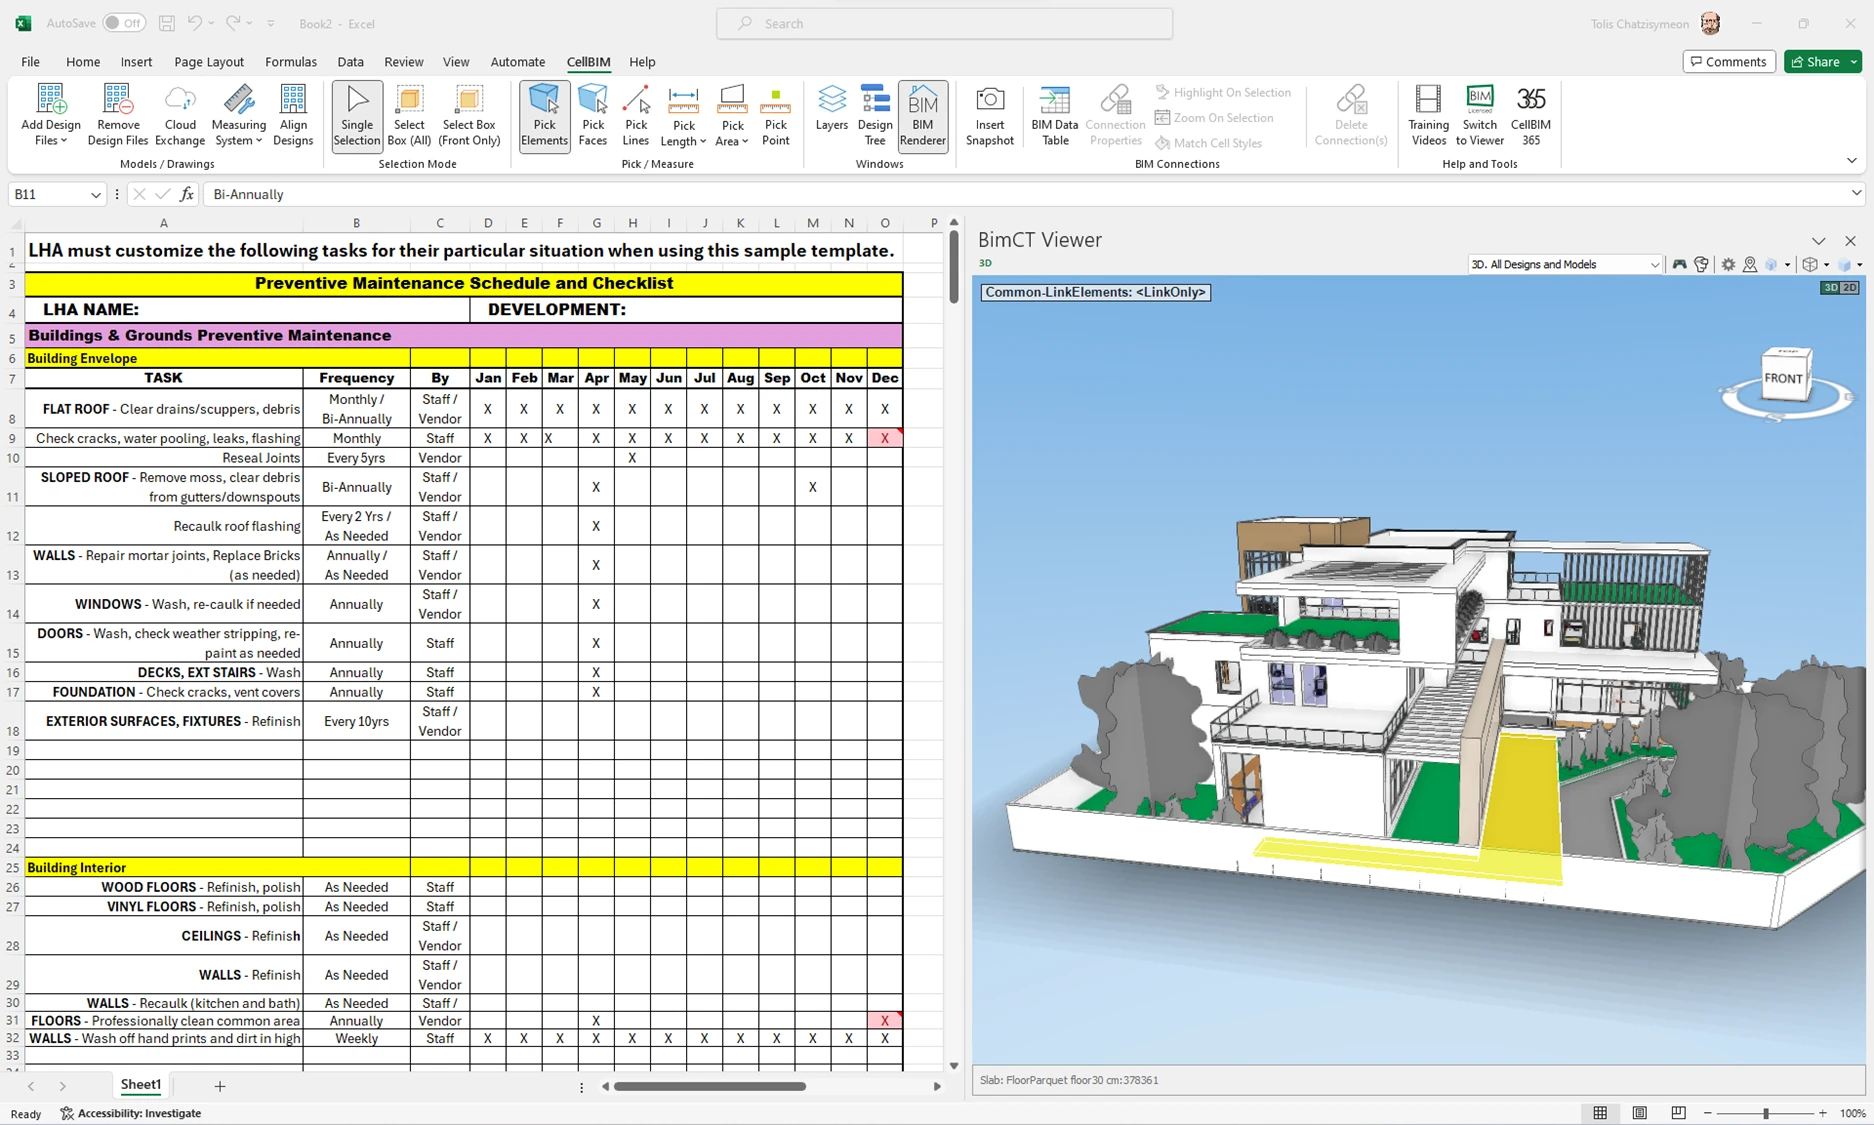 AutoSave Off Book2 - Excel Search Tolis Chatzisymeon
File Home Insert Page Layout Formulas Data Review View Automate CellBIM Help Comments Share
Add Design Files
Remove Design Files
Cloud Exchange
Measuring System
Align Designs
Models / Drawings
Single Selection
Select Box (All)
Select Box (Front Only)
Selection Mode
Pick Elements
Pick Faces
Pick Lines
Pick Length
Pick Area
Pick Point
Pick / Measure
Layers
Design Tree
BIM
BIM Renderer
Windows
Insert Snapshot
BIM Data Table
Connection Properties
Highlight On Selection
Zoom On Selection
Match Cell Styles
Delete Connection(s)
BIM Connections
Training Videos
BIM
Licensed
Switch to Viewer
365
CellBIM 365
Help and Tools
B11 fx Bi-Annually
A B C D E F G H I J K L M N O P
1 LHA must customize the following tasks for their particular situation when using this sample template.
2
3 Preventive Maintenance Schedule and Checklist
4 LHA NAME: DEVELOPMENT:
5 Buildings & Grounds Preventive Maintenance
6 Building Envelope
7 TASK Frequency By Jan Feb Mar Apr May Jun Jul Aug Sep Oct Nov Dec
8 FLAT ROOF - Clear drains/scuppers, debris Monthly / Bi-Annually Staff / Vendor X X X X X X X X X X X X
9 Check cracks, water pooling, leaks, flashing Monthly Staff X X X X X X X X X X X X
10 Reseal Joints Every 5yrs Vendor X
11 SLOPED ROOF - Remove moss, clear debris from gutters/downspouts Bi-Annually Staff / Vendor X X
12 Recaulk roof flashing Every 2 Yrs / As Needed Staff / Vendor X
13 WALLS - Repair mortar joints, Replace Bricks (as needed) Annually / As Needed Staff / Vendor X
14 WINDOWS - Wash, re-caulk if needed Annually Staff / Vendor X
15 DOORS - Wash, check weather stripping, re-paint as needed Annually Staff X
16 DECKS, EXT STAIRS - Wash Annually Staff X
17 FOUNDATION - Check cracks, vent covers Annually Staff X
18 EXTERIOR SURFACES, FIXTURES - Refinish Every 10yrs Staff / Vendor
19
20
21
22
23
24
25 Building Interior
26 WOOD FLOORS - Refinish, polish As Needed Staff
27 VINYL FLOORS - Refinish, polish As Needed Staff
28 CEILINGS - Refinish As Needed Staff / Vendor
29 WALLS - Refinish As Needed Staff / Vendor
30 WALLS - Recaulk (kitchen and bath) As Needed Staff /
31 FLOORS - Professionally clean common area Annually Vendor X X
32 WALLS - Wash off hand prints and dirt in high Weekly Staff X X X X X X X X X X X X
33
Sheet1
Ready Accessibility: Investigate 100%
BimCT Viewer
3D
3D. All Designs and Models
Common-LinkElements: <LinkOnly>
3D 2D
TOP
FRONT
Slab: FloorParquet floor30 cm:378361